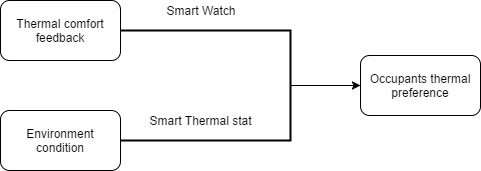 Smart Watch
Thermal comfort
feedback
Occupants thermal
preference
Smart Thermal stat
Environment
condition